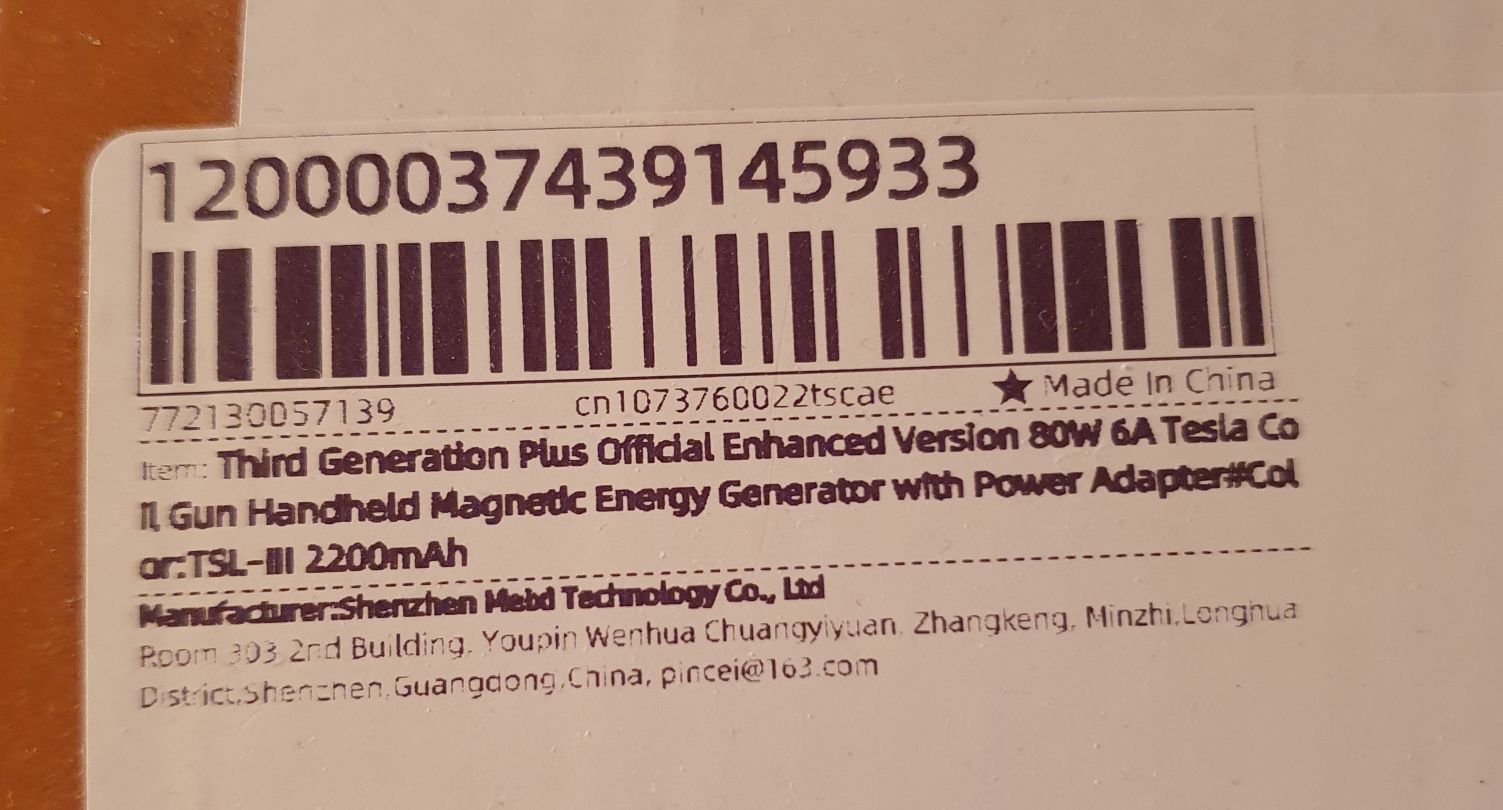 12000037439145933
772130057139 cn1073760022tscae ★ Made In China
Item: Third Generation Plus Official Enhanced Version 80W 6A Tesla Co
il Gun Handheld Magnetic Energy Generator with Power Adapter#Col
or:TSL-III 2200mAh
Manufacturer:Shenzhen Mebd Technology Co., Ltd
Room 303 2nd Building, Youpin Wenhua Chuangyiyuan, Zhangkeng, Minzhi,Longhua
District,Shenzhen,Guangdong,China, pincei@163.com